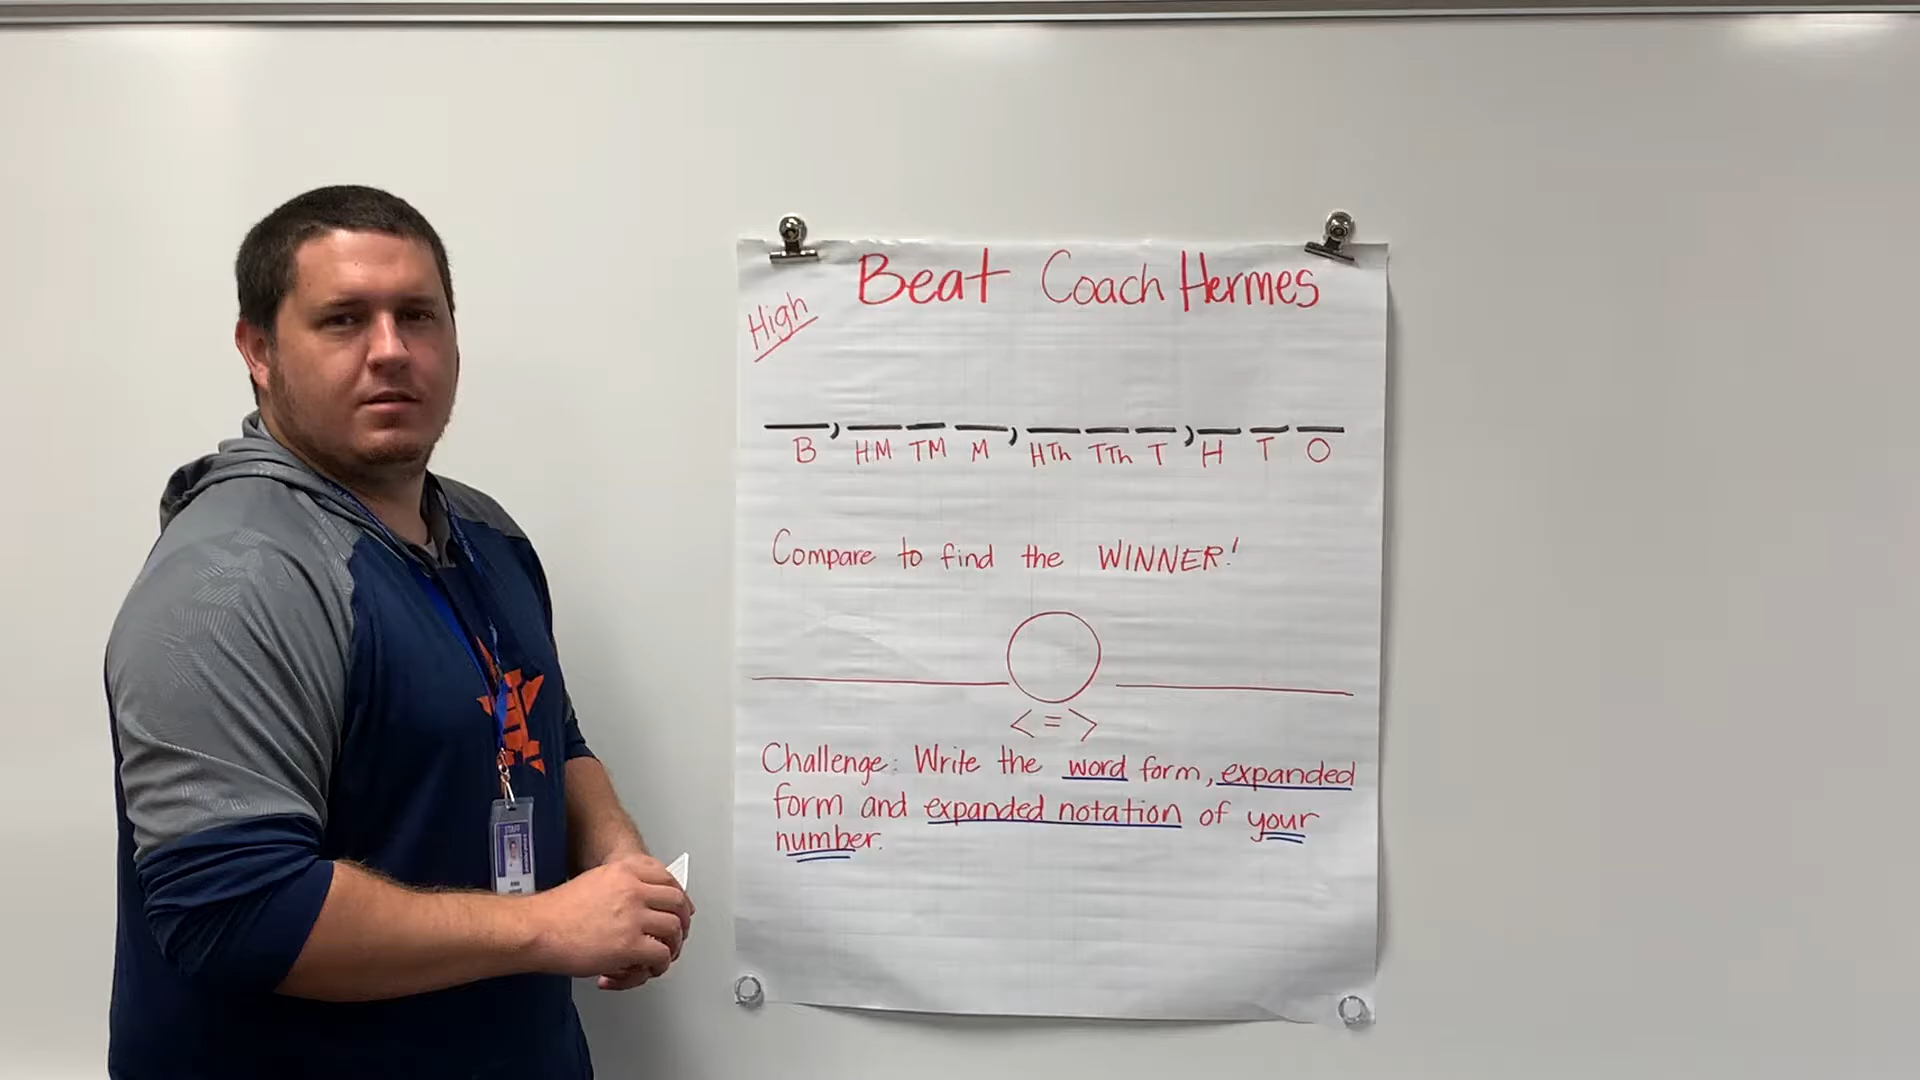 Beat Coach Hermes
High
B, HM TM M, HTh TTh T, H T O
Compare to find the WINNER!
< = >
Challenge: Write the word form, expanded
form and expanded notation of your
number.
STAFF